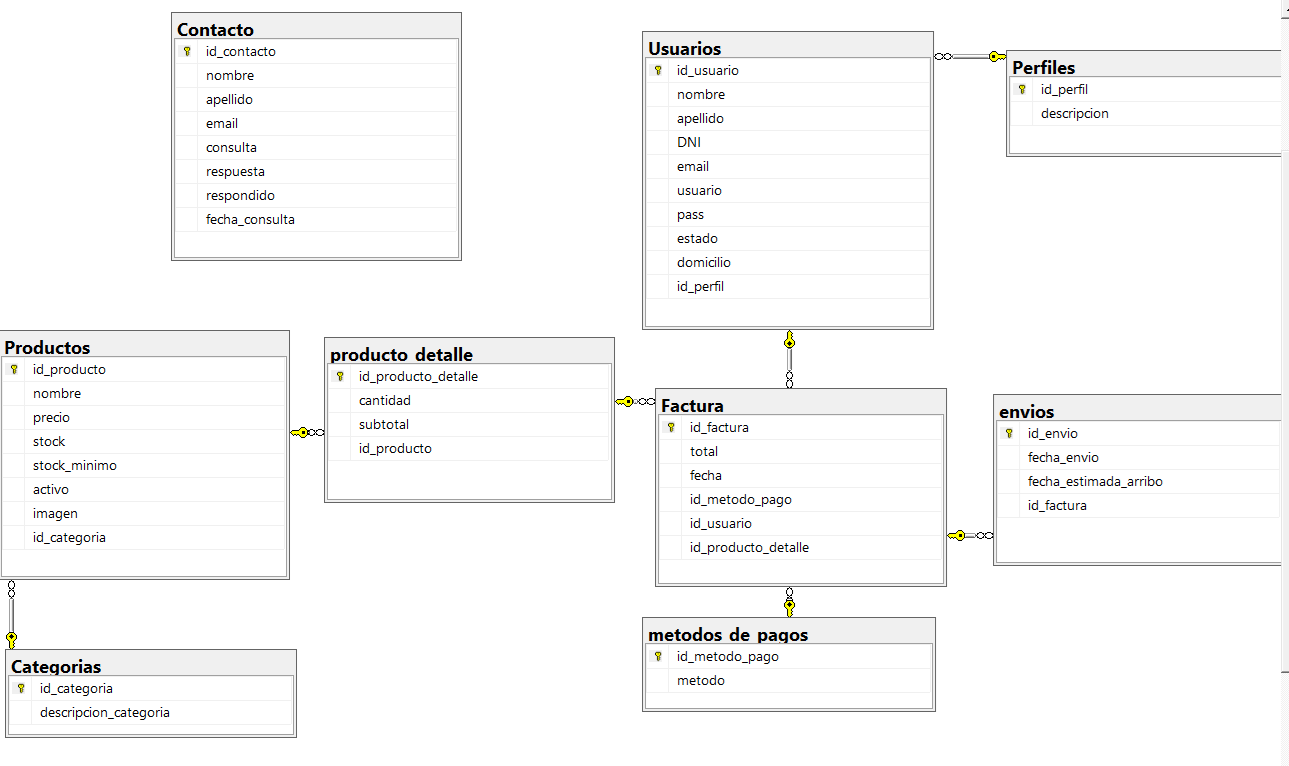 Contacto
id_contacto
nombre
apellido
email
consulta
respuesta
respondido
fecha_consulta
Usuarios
id_usuario
nombre
apellido
DNI
email
usuario
pass
estado
domicilio
id_perfil
Perfiles
id_perfil
descripcion
Productos
id_producto
nombre
precio
stock
stock_minimo
activo
imagen
id_categoria
producto_detalle
id_producto_detalle
cantidad
subtotal
id_producto
Factura
id_factura
total
fecha
id_metodo_pago
id_usuario
id_producto_detalle
envios
id_envio
fecha_envio
fecha_estimada_arribo
id_factura
Categorias
id_categoria
descripcion_categoria
metodos_de_pagos
id_metodo_pago
metodo